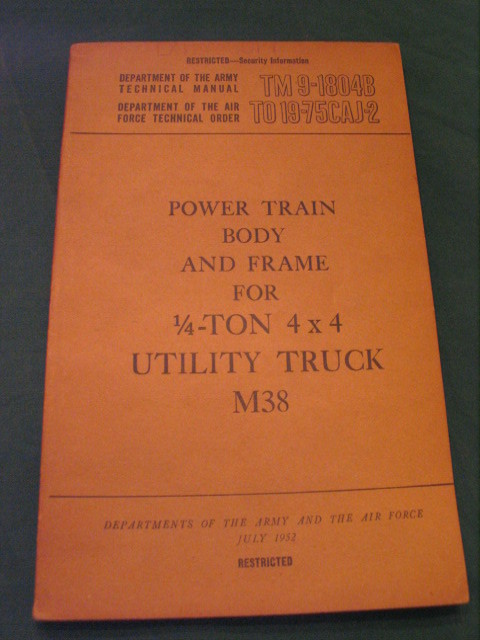 RESTRICTED—Security Information
DEPARTMENT OF THE ARMY
TECHNICAL MANUAL
TM 9-1804B
DEPARTMENT OF THE AIR
FORCE TECHNICAL ORDER
TO 19-75CAJ-2
POWER TRAIN
BODY
AND FRAME
FOR
¼-TON 4 x 4
UTILITY TRUCK
M38
DEPARTMENTS OF THE ARMY AND THE AIR FORCE
JULY 1952
RESTRICTED